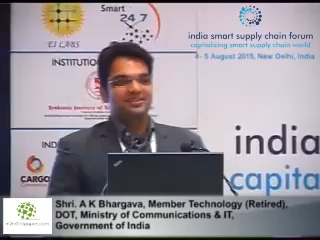 EI LABS
Smart
24 7
india smart supply chain forum
capitalizing smart supply chain world
4- 5 August 2015, New Delhi, India
INSTITUTIO
CARGO
india
capita
Shri. A K Bhargava, Member Technology (Retired),
DOT, Ministry of Communications & IT,
Government of India